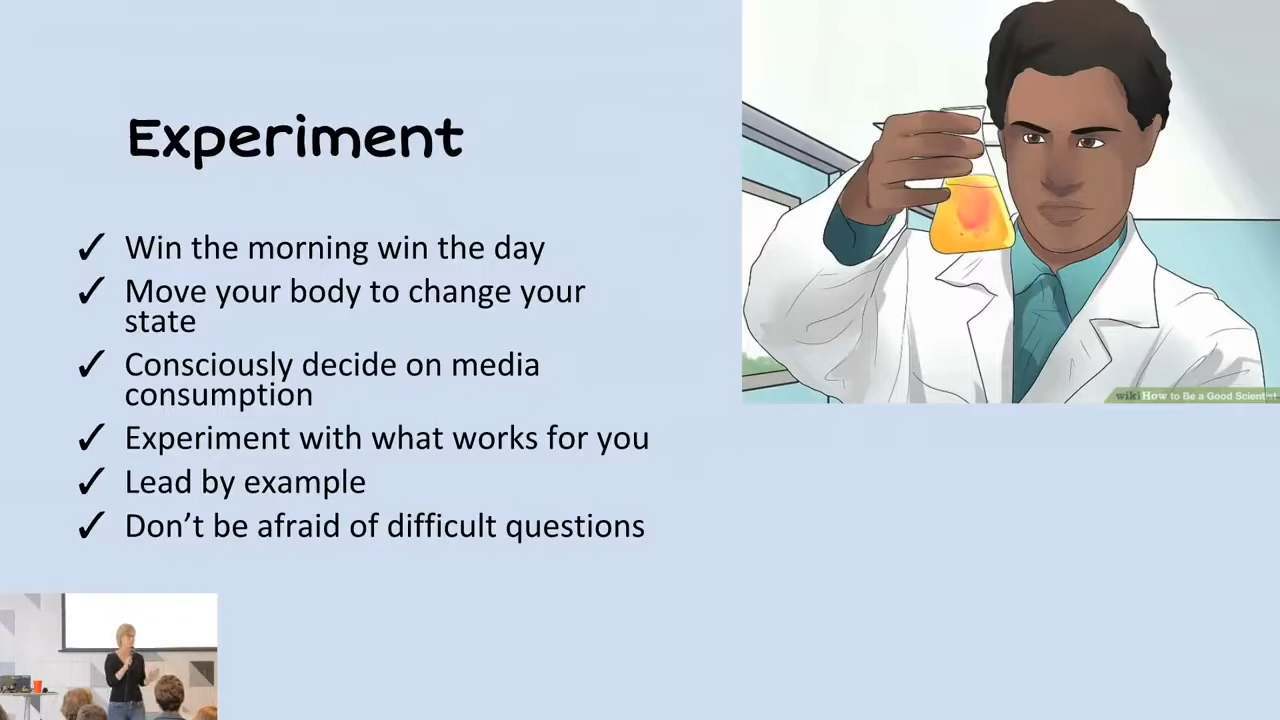 Experiment
✓ Win the morning win the day
✓ Move your body to change your
state
✓ Consciously decide on media
consumption
✓ Experiment with what works for you
✓ Lead by example
✓ Don’t be afraid of difficult questions
wikiHow to Be a Good Scientist